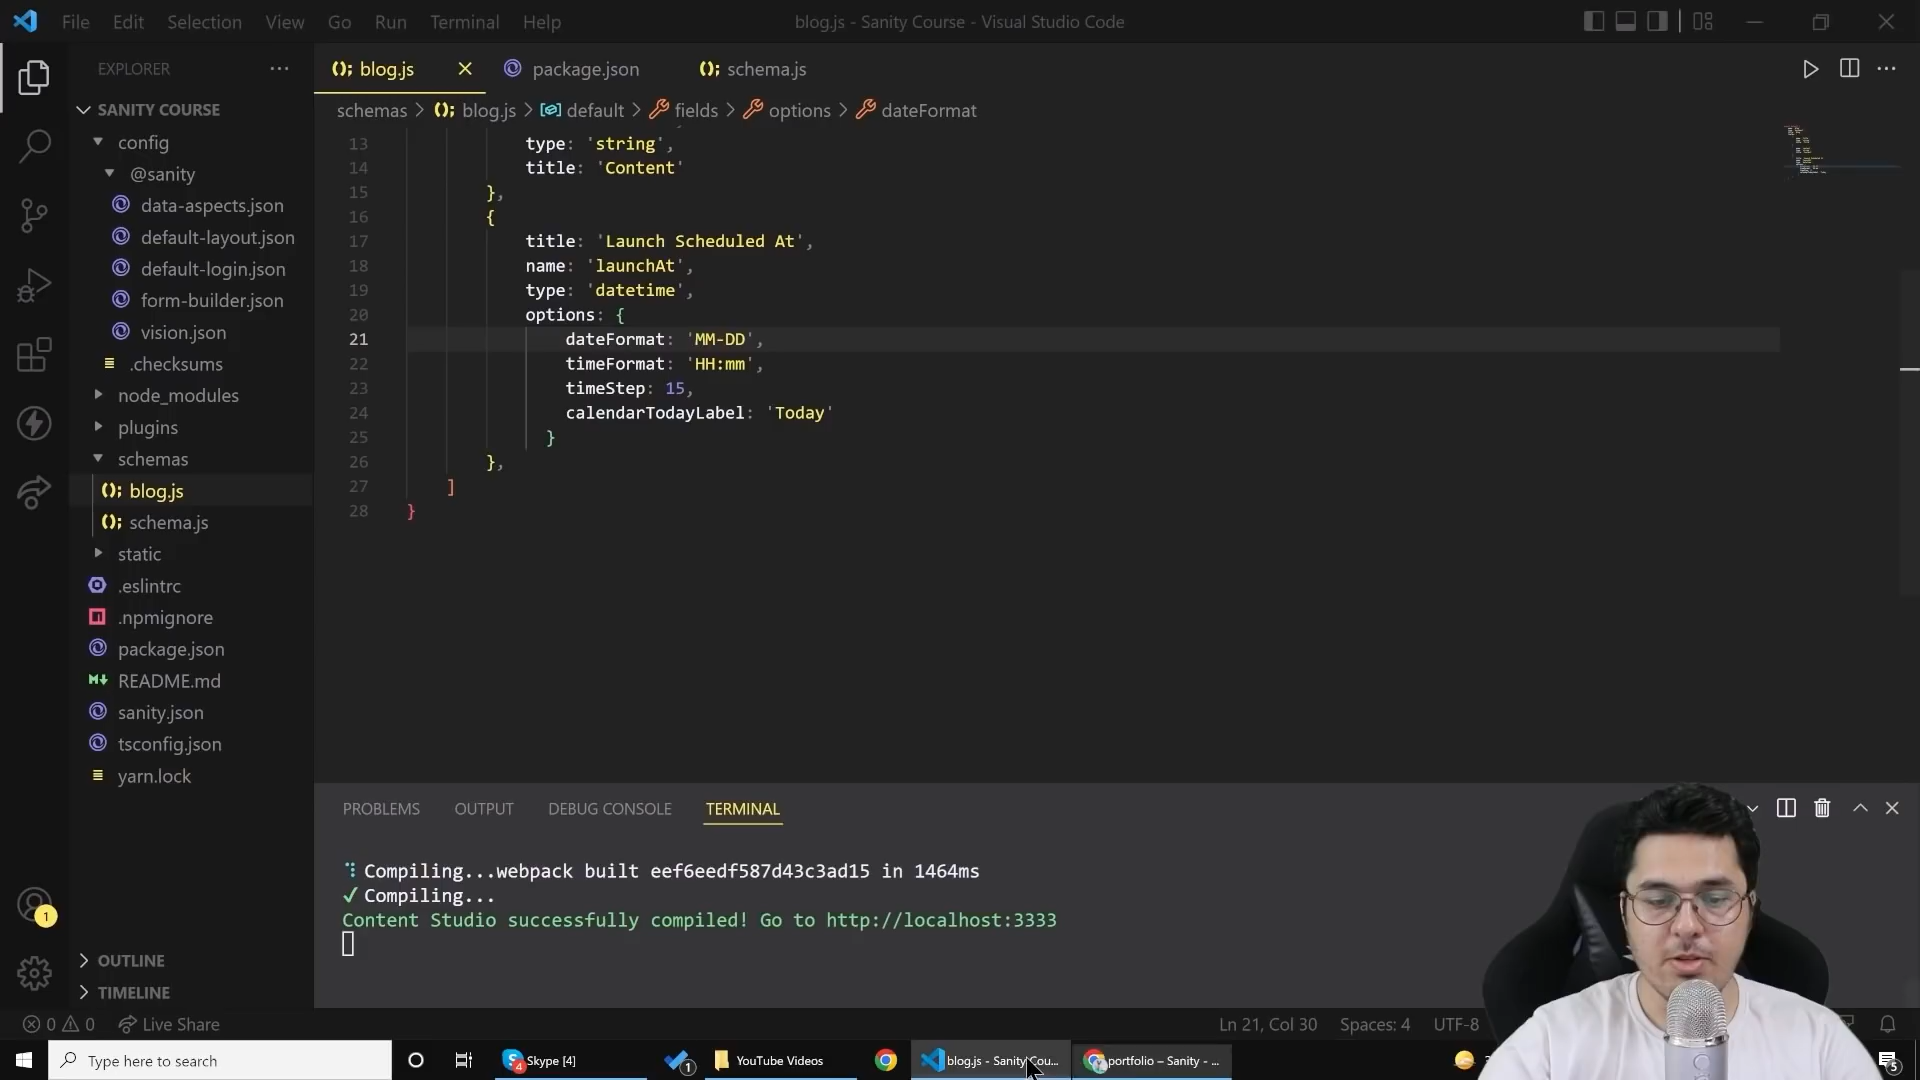 File Edit Selection View Go Run Terminal Help
blog.js - Sanity Course - Visual Studio Code
EXPLORER
SANITY COURSE
config
@sanity
data-aspects.json
default-layout.json
default-login.json
form-builder.json
vision.json
.checksums
node_modules
plugins
schemas
blog.js
schema.js
static
.eslintrc
.npmignore
package.json
README.md
sanity.json
tsconfig.json
yarn.lock
OUTLINE
TIMELINE
blog.js package.json schema.js
schemas > blog.js > default > fields > options > dateFormat
13 type: 'string',
14 title: 'Content'
15 },
16 {
17 title: 'Launch Scheduled At',
18 name: 'launchAt',
19 type: 'datetime',
20 options: {
21 dateFormat: 'MM-DD',
22 timeFormat: 'HH:mm',
23 timeStep: 15,
24 calendarTodayLabel: 'Today'
25 }
26 },
27 ]
28 }
PROBLEMS OUTPUT DEBUG CONSOLE TERMINAL
Compiling...webpack built eef6eedf587d43c3ad15 in 1464ms
✓ Compiling...
Content Studio successfully compiled! Go to http://localhost:3333
1
0 0 Live Share
Ln 21, Col 30 Spaces: 4 UTF-8
Type here to search
4 Skype [4]
1
YouTube Videos
blog.js - Sanity Cou...
portfolio – Sanity - ...
5